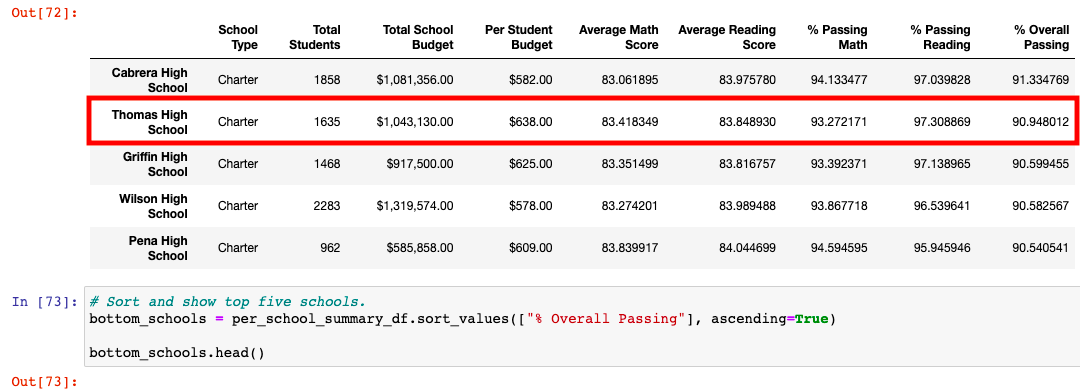 Out[72]:
School Type Total Students Total School Budget Per Student Budget Average Math Score Average Reading Score % Passing Math % Passing Reading % Overall Passing
Cabrera High School Charter 1858 $1,081,356.00 $582.00 83.061895 83.975780 94.133477 97.039828 91.334769
Thomas High School Charter 1635 $1,043,130.00 $638.00 83.418349 83.848930 93.272171 97.308869 90.948012
Griffin High School Charter 1468 $917,500.00 $625.00 83.351499 83.816757 93.392371 97.138965 90.599455
Wilson High School Charter 2283 $1,319,574.00 $578.00 83.274201 83.989488 93.867718 96.539641 90.582567
Pena High School Charter 962 $585,858.00 $609.00 83.839917 84.044699 94.594595 95.945946 90.540541
In [73]: # Sort and show top five schools.
bottom_schools = per_school_summary_df.sort_values(["% Overall Passing"], ascending=True)
bottom_schools.head()
Out[73]: